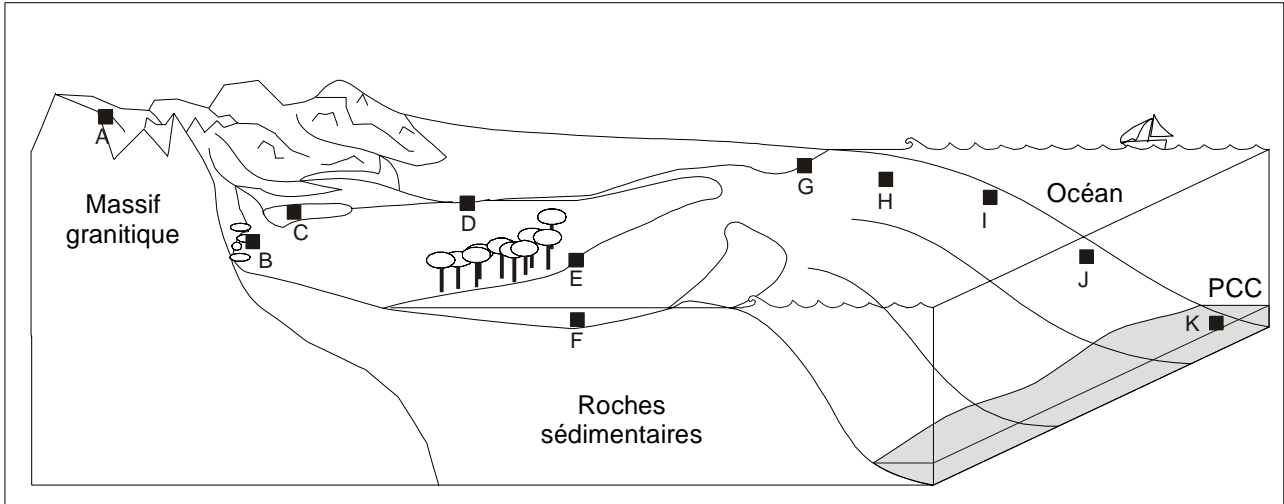 A
Massif
granitique
B
C
D
E
F
G
H
I
Océan
J
PCC
K
Roches
sédimentaires